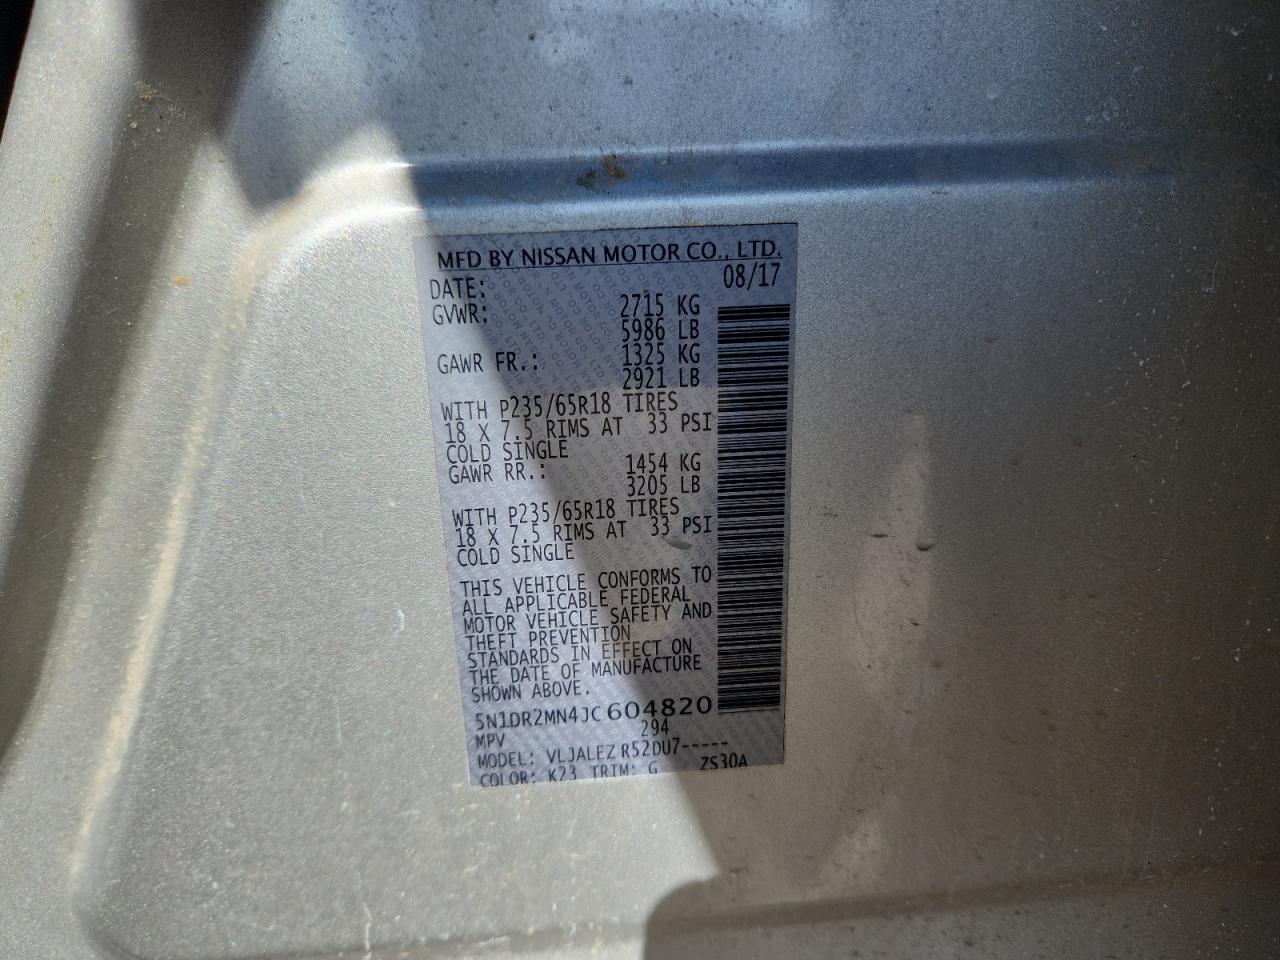 MFD BY NISSAN MOTOR CO., LTD.
DATE: 08/17
GVWR: 2715 KG
5986 LB
GAWR FR.: 1325 KG
2921 LB
WITH P235/65R18 TIRES
18 X 7.5 RIMS AT 33 PSI
COLD SINGLE
GAWR RR.: 1454 KG
3205 LB
WITH P235/65R18 TIRES
18 X 7.5 RIMS AT 33 PSI
COLD SINGLE
THIS VEHICLE CONFORMS TO
ALL APPLICABLE FEDERAL
MOTOR VEHICLE SAFETY AND
THEFT PREVENTION
STANDARDS IN EFFECT ON
THE DATE OF MANUFACTURE
SHOWN ABOVE.
5N1DR2MN4JC604820
MPV 294
MODEL: VLJALEZ R52DU7-----
COLOR: K23 TRIM: G ZS30A